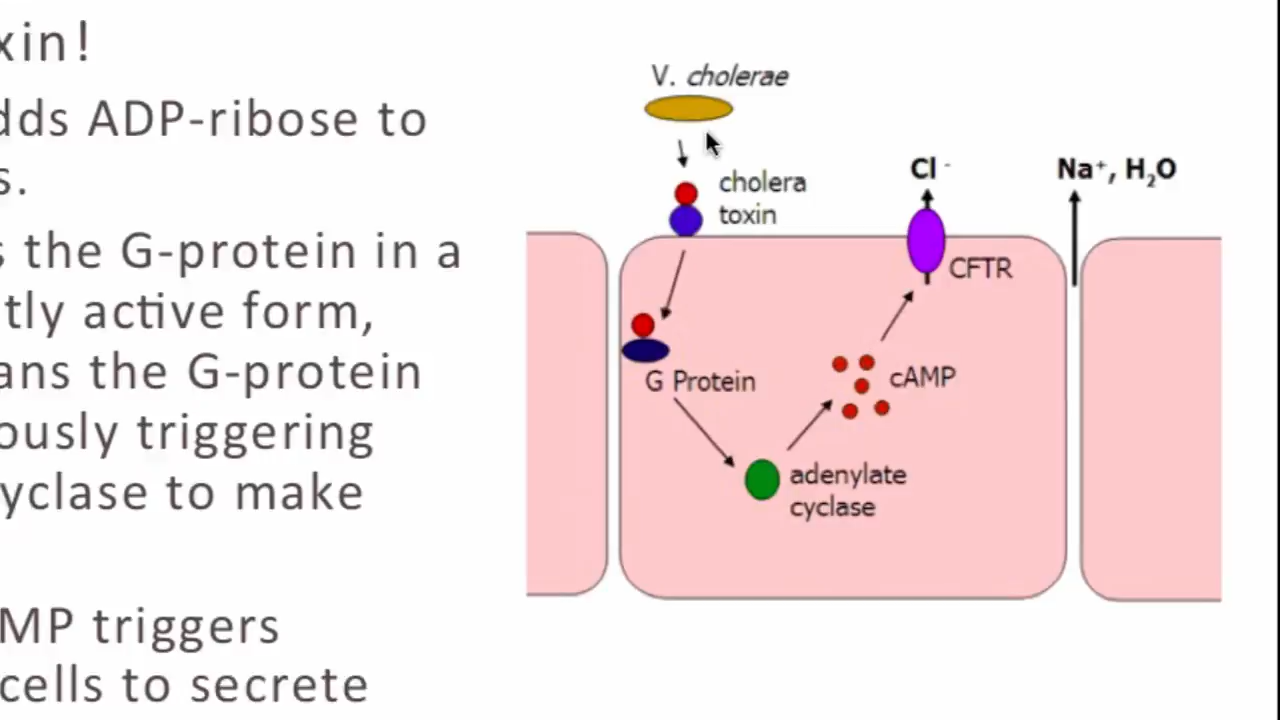 xin!
dds ADP-ribose to
s.
s the G-protein in a
tly active form,
ans the G-protein
ously triggering
yclase to make
MP triggers
cells to secrete
V. cholerae
cholera
toxin
Cl -
Na⁺, H₂O
CFTR
G Protein
cAMP
adenylate
cyclase